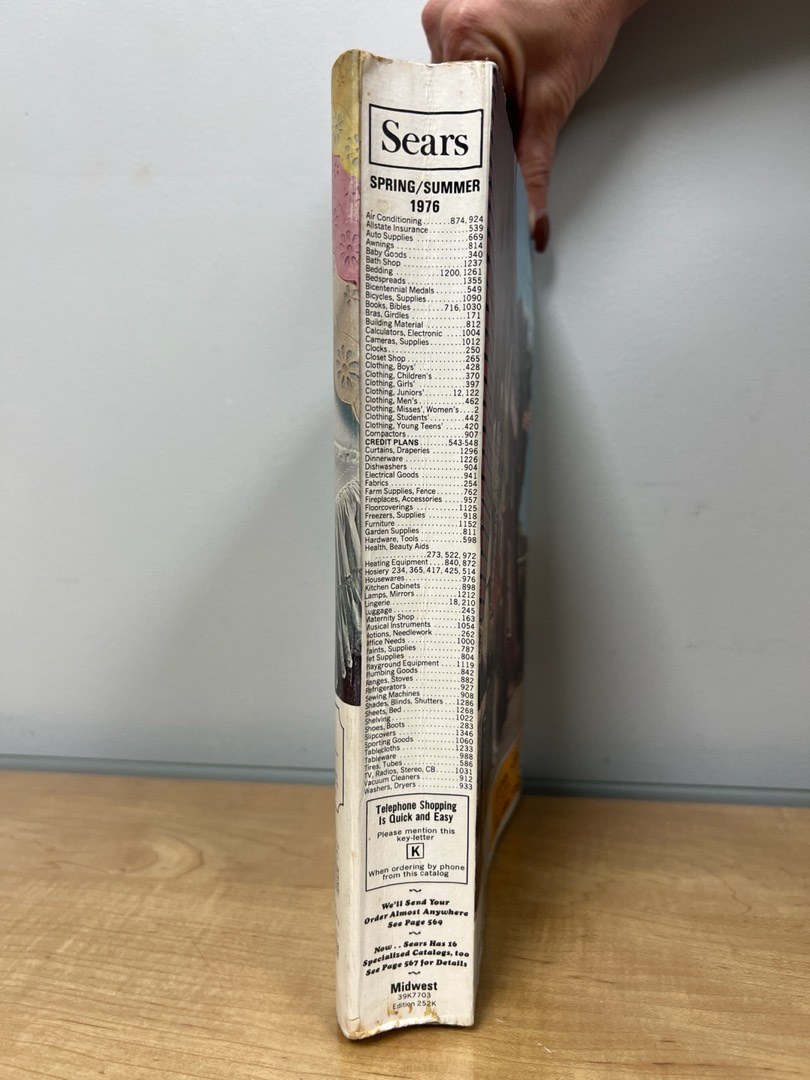 Sears
SPRING/SUMMER
1976
Air Conditioning.......874, 924
Allstate Insurance..........539
Auto Supplies ..............669
Awnings.....................814
Baby Goods ................340
Bath Shop .................1237
Bedding ............1200, 1261
Bedspreads................1355
Bicentennial Medals........549
Bicycles, Supplies.........1090
Books, Bibles ........716, 1030
Bras, Girdles ...............171
Building Material ...........812
Calculators, Electronic ....1004
Cameras, Supplies..........1012
Clocks......................250
Closet Shop ................265
Clothing, Boys' ............428
Clothing, Children's .......370
Clothing, Girls' ............397
Clothing, Juniors' .......12, 122
Clothing, Men's ............462
Clothing, Misses', Women's....2
Clothing, Students' .........442
Clothing, Young Teens' .....420
Compactors.................907
CREDIT PLANS.......543-548
Curtains, Draperies .......1296
Dinnerware ...............1226
Dishwashers ...............904
Electrical Goods ...........941
Fabrics ....................254
Farm Supplies, Fence.......762
Fireplaces, Accessories .....957
Floorcoverings ............1125
Freezers, Supplies .........918
Furniture .................1152
Garden Supplies ............811
Hardware, Tools ...........598
Health, Beauty Aids
...............273, 522, 972
Heating Equipment....840, 872
Hosiery 234, 365, 417, 425, 514
Housewares.................976
Kitchen Cabinets ...........898
Lamps, Mirrors ............1212
Lingerie ................18, 210
Luggage....................245
Maternity Shop .............163
Musical Instruments .......1054
Notions, Needlework .......262
Office Needs ..............1000
Paints, Supplies ............787
Pet Supplies ...............804
Playground Equipment ....1119
Plumbing Goods............842
Ranges, Stoves .............882
Refrigerators...............927
Sewing Machines ...........908
Shades, Blinds, Shutters ...1286
Sheets, Bed ...............1268
Shelving ..................1022
Shoes, Boots ...............283
Slipcovers .................1346
Sporting Goods ............1060
Tablecloths................1233
Tableware ..................988
Tires, Tubes ................586
TV, Radios, Stereo, CB.....1031
Vacuum Cleaners ...........912
Washers, Dryers ............933
Telephone Shopping
Is Quick and Easy
Please mention this
key-letter
K
When ordering by phone
from this catalog
We'll Send Your
Order Almost Anywhere
See Page 569
Now . . Sears Has 16
Specialized Catalogs, too
See Page 567 for Details
Midwest
39K7703
Edition 252K